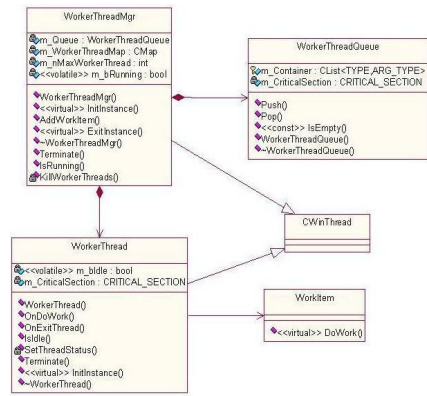 WorkerThreadMgr
m_Queue : WorkerThreadQueue
m_WorkerThreadMap : CMap
m_nMaxWorkerThread : int
<<volatile>> m_bRunning : bool
WorkerThreadMgr()
<<virtual>> InitInstance()
AddWorkItem()
<<virtual>> ExitInstance()
~WorkerThreadMgr()
Terminate()
IsRunning()
KillWorkerThreads()
WorkerThreadQueue
m_Container : CList<TYPE,ARG_TYPE>
m_CriticalSection : CRITICAL_SECTION
Push()
Pop()
<<const>> IsEmpty()
WorkerThreadQueue()
~WorkerThreadQueue()
CWinThread
WorkerThread
<<volatile>> m_bIdle : bool
m_CriticalSection : CRITICAL_SECTION
WorkerThread()
OnDoWork()
OnExitThread()
IsIdle()
SetThreadStatus()
Terminate()
<<virtual>> InitInstance()
~WorkerThread()
WorkItem
<<virtual>> DoWork()